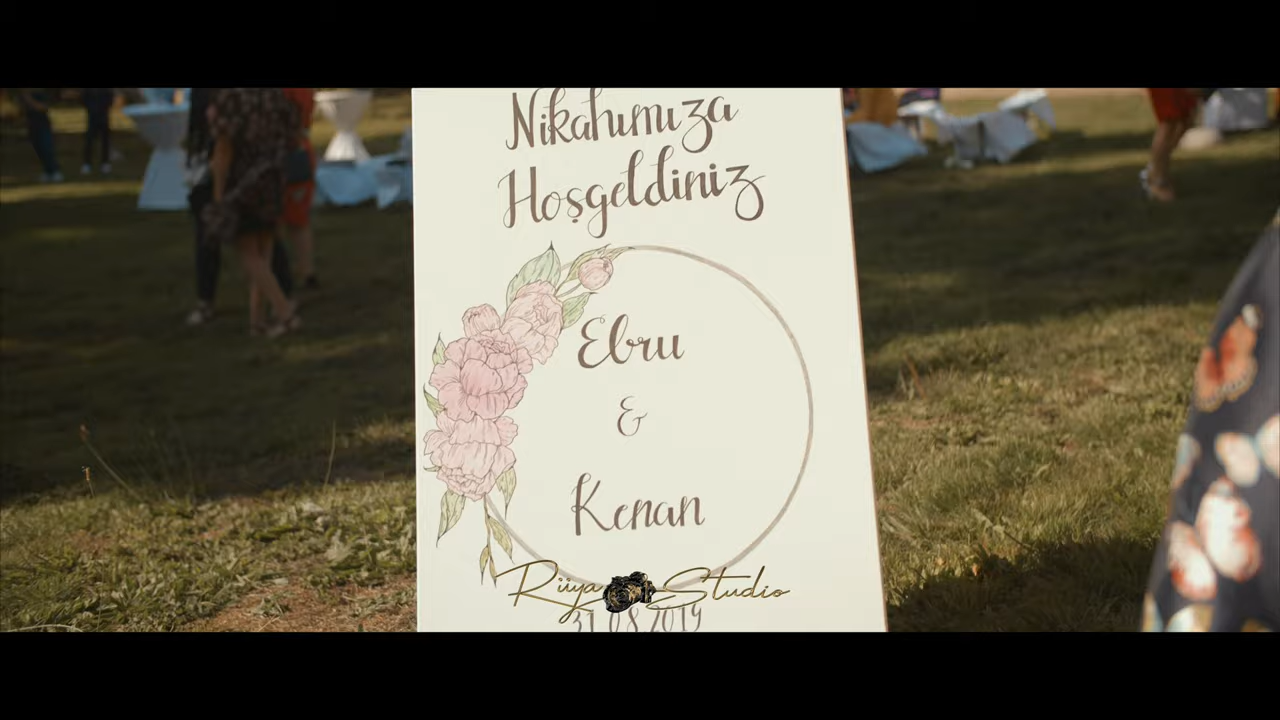 Nikahımıza
Hoşgeldiniz
Ebru
&
Kenan
Rüya Studio
31 08 2019